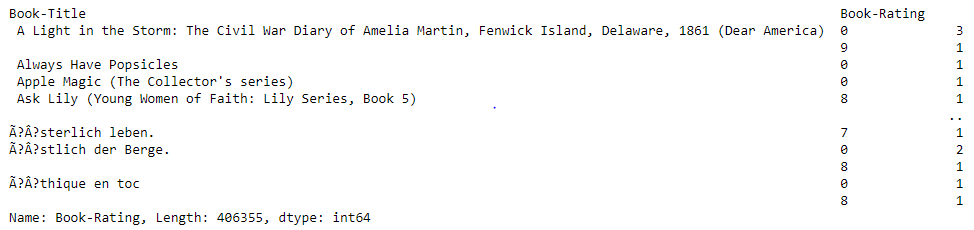 Book-Title Book-Rating
A Light in the Storm: The Civil War Diary of Amelia Martin, Fenwick Island, Delaware, 1861 (Dear America) 0 3
9 1
Always Have Popsicles 0 1
Apple Magic (The Collector's series) 0 1
Ask Lily (Young Women of Faith: Lily Series, Book 5) 8 1
..
Ã?Â?sterlich leben. 7 1
Ã?Â?stlich der Berge. 0 2
8 1
Ã?Â?thique en toc 0 1
8 1
Name: Book-Rating, Length: 406355, dtype: int64